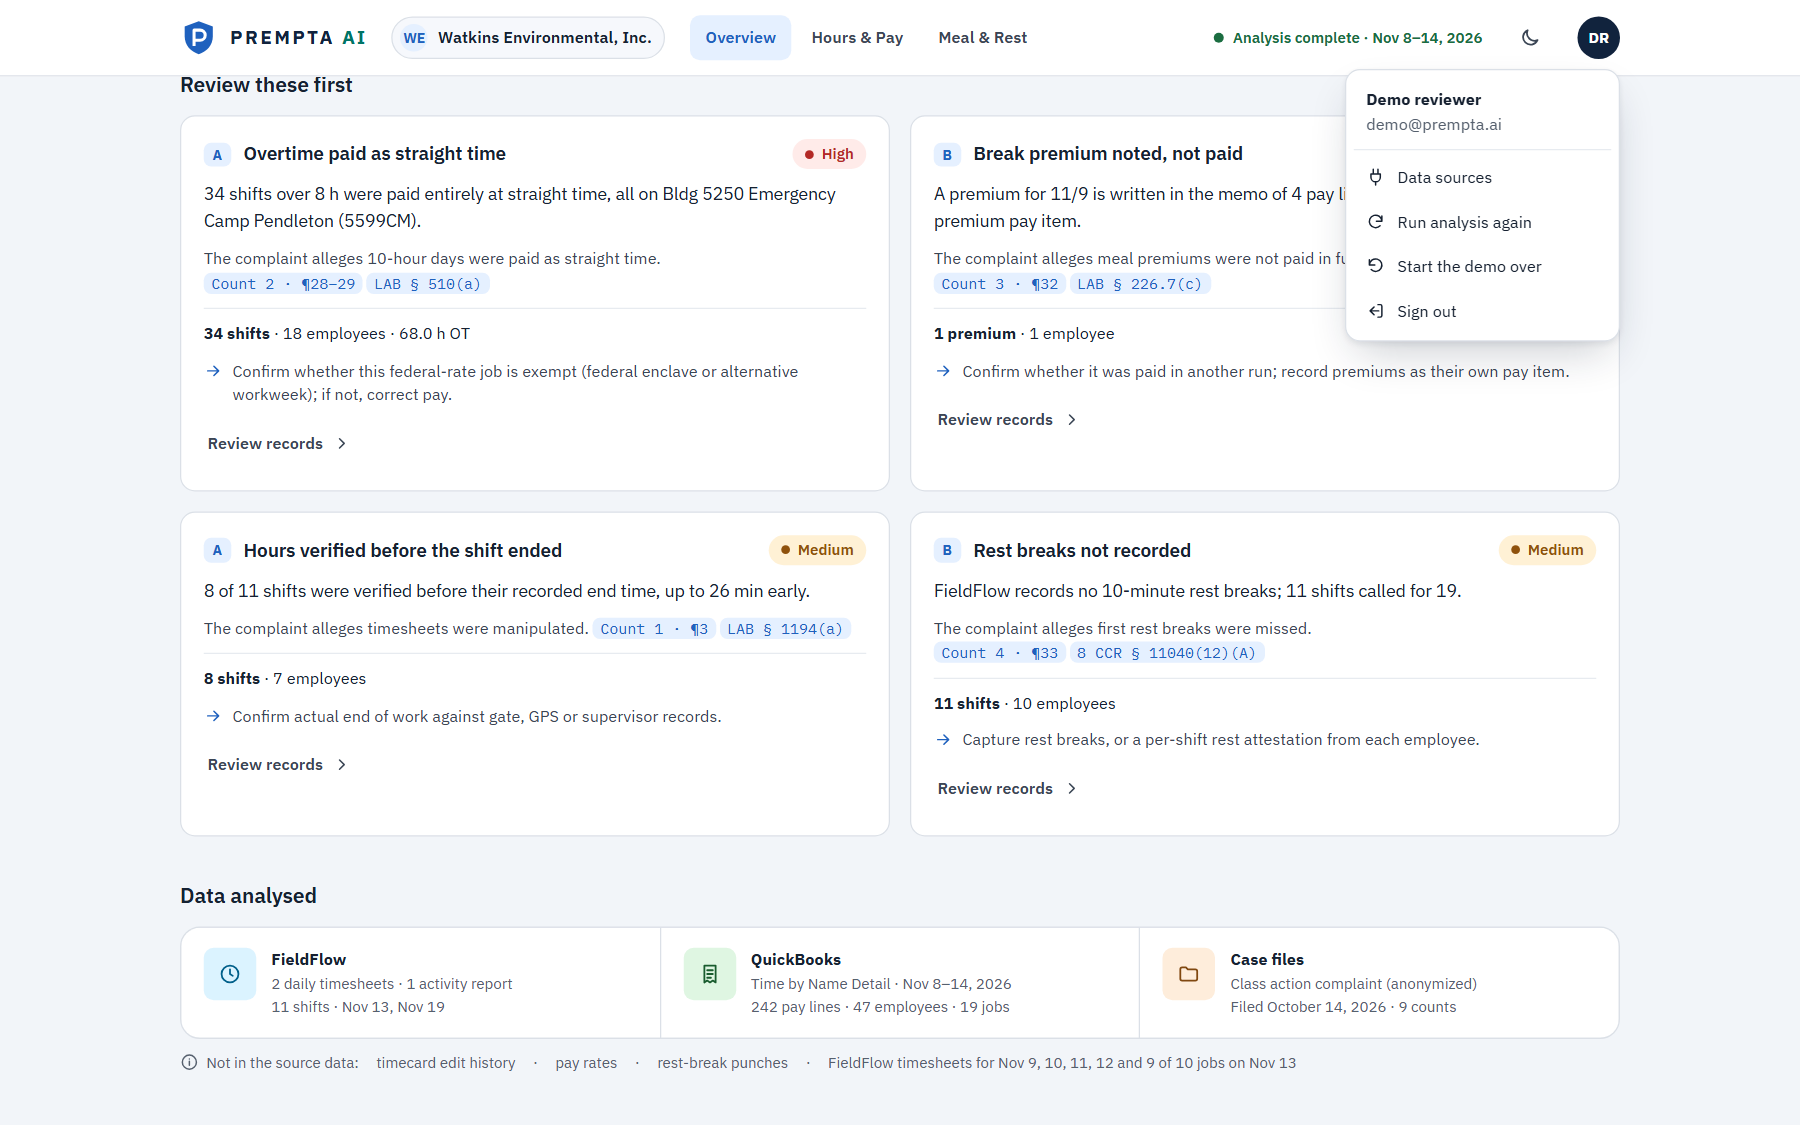 PREMPTA AI
WE Watkins Environmental, Inc.
Overview
Hours & Pay
Meal & Rest
Analysis complete · Nov 8–14, 2026
DR
Demo reviewer
demo@prempta.ai
Data sources
Run analysis again
Start the demo over
Sign out
Review these first
A Overtime paid as straight time
High
34 shifts over 8 h were paid entirely at straight time, all on Bldg 5250 Emergency
Camp Pendleton (5599CM).
The complaint alleges 10-hour days were paid as straight time.
Count 2 · ¶28–29 LAB § 510(a)
34 shifts · 18 employees · 68.0 h OT
→ Confirm whether this federal-rate job is exempt (federal enclave or alternative
workweek); if not, correct pay.
Review records
B Break premium noted, not paid
A premium for 11/9 is written in the memo of 4 pay
premium pay item.
The complaint alleges meal premiums were not paid in
Count 3 · ¶32 LAB § 226.7(c)
1 premium · 1 employee
→ Confirm whether it was paid in another run; record premiums as their own pay item.
Review records
A Hours verified before the shift ended
Medium
8 of 11 shifts were verified before their recorded end time, up to 26 min early.
The complaint alleges timesheets were manipulated. Count 1 · ¶3 LAB § 1194(a)
8 shifts · 7 employees
→ Confirm actual end of work against gate, GPS or supervisor records.
Review records
B Rest breaks not recorded
Medium
FieldFlow records no 10-minute rest breaks; 11 shifts called for 19.
The complaint alleges first rest breaks were missed.
Count 4 · ¶33 8 CCR § 11040(12)(A)
11 shifts · 10 employees
→ Capture rest breaks, or a per-shift rest attestation from each employee.
Review records
Data analysed
FieldFlow
2 daily timesheets · 1 activity report
11 shifts · Nov 13, Nov 19
QuickBooks
Time by Name Detail · Nov 8–14, 2026
242 pay lines · 47 employees · 19 jobs
Case files
Class action complaint (anonymized)
Filed October 14, 2026 · 9 counts
Not in the source data: timecard edit history · pay rates · rest-break punches · FieldFlow timesheets for Nov 9, 10, 11, 12 and 9 of 10 jobs on Nov 13